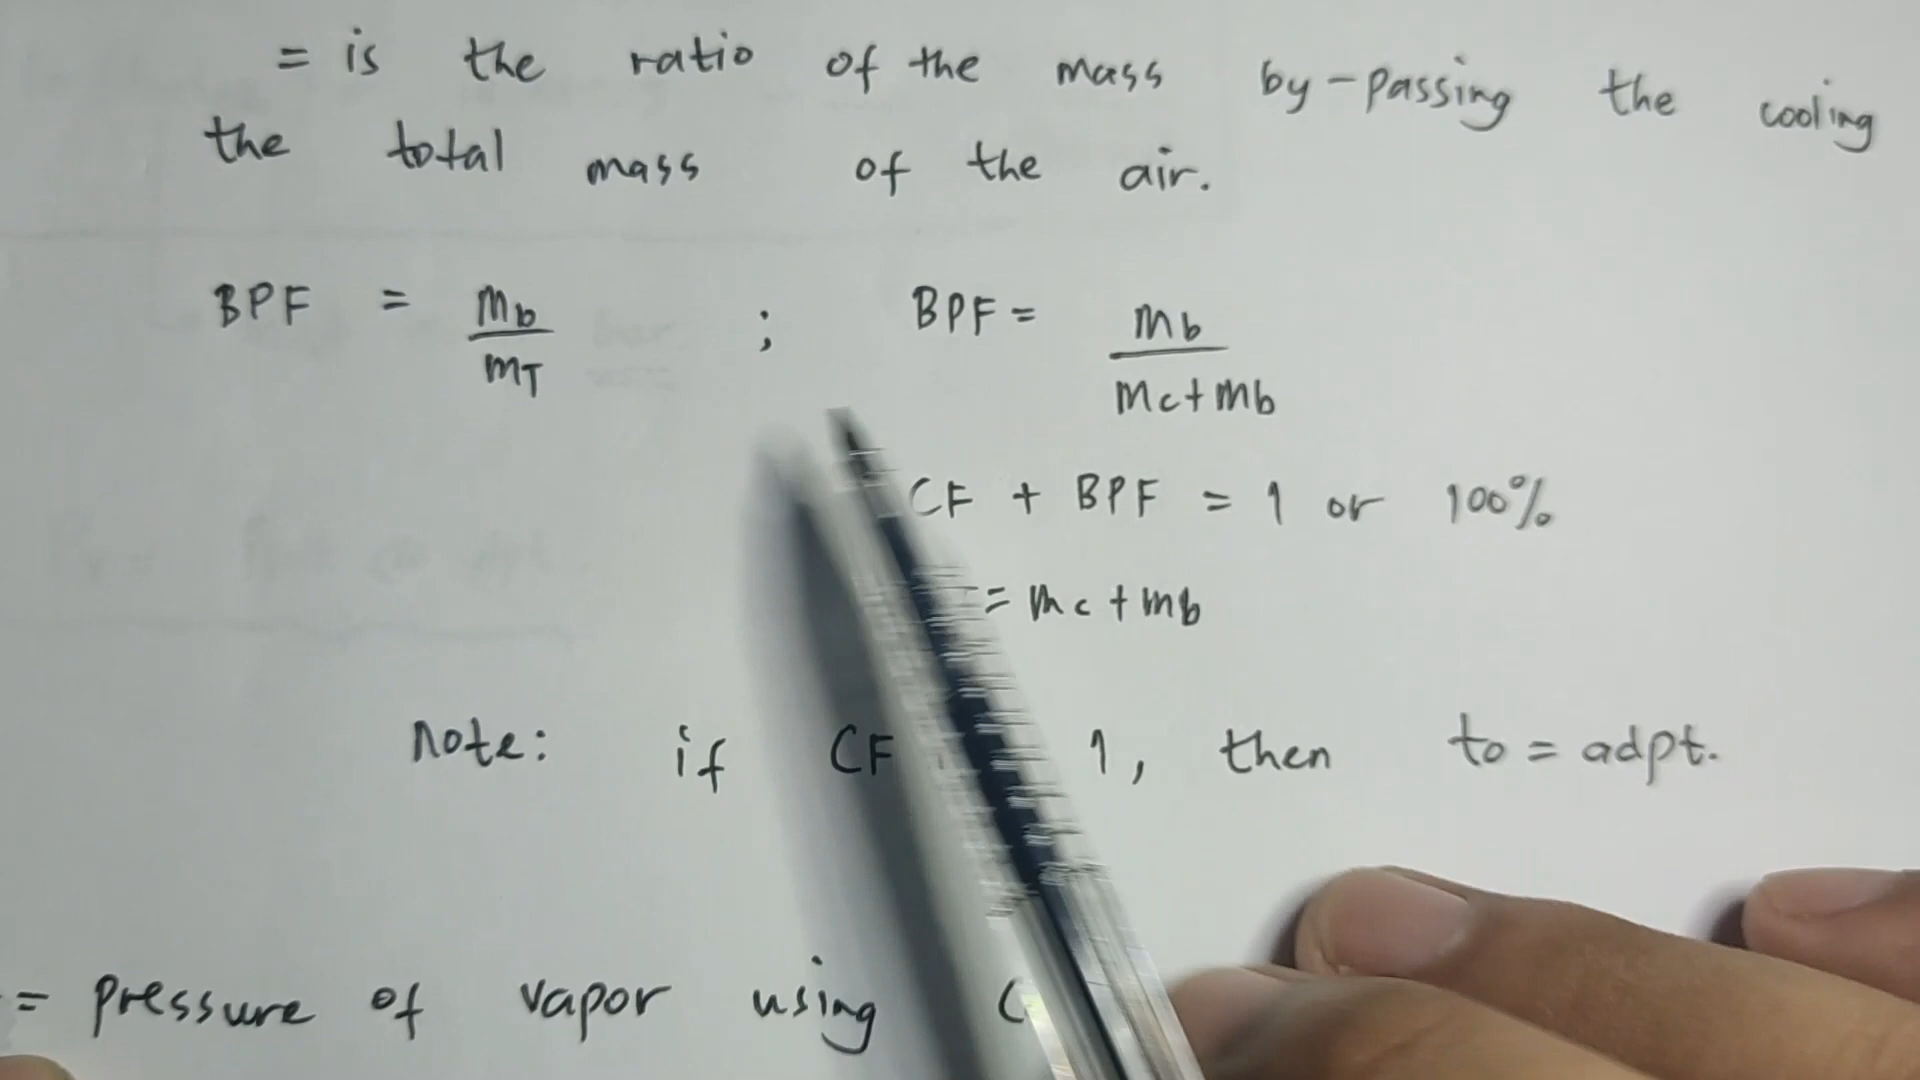 = is the ratio of the mass by-passing the cooling
the total mass of the air.
BPF = mb/mT ; BPF = mb/mc+mb
CF + BPF = 1 or 100%
= mc + mb
note: if CF 1, then to = adpt.
= pressure of vapor using